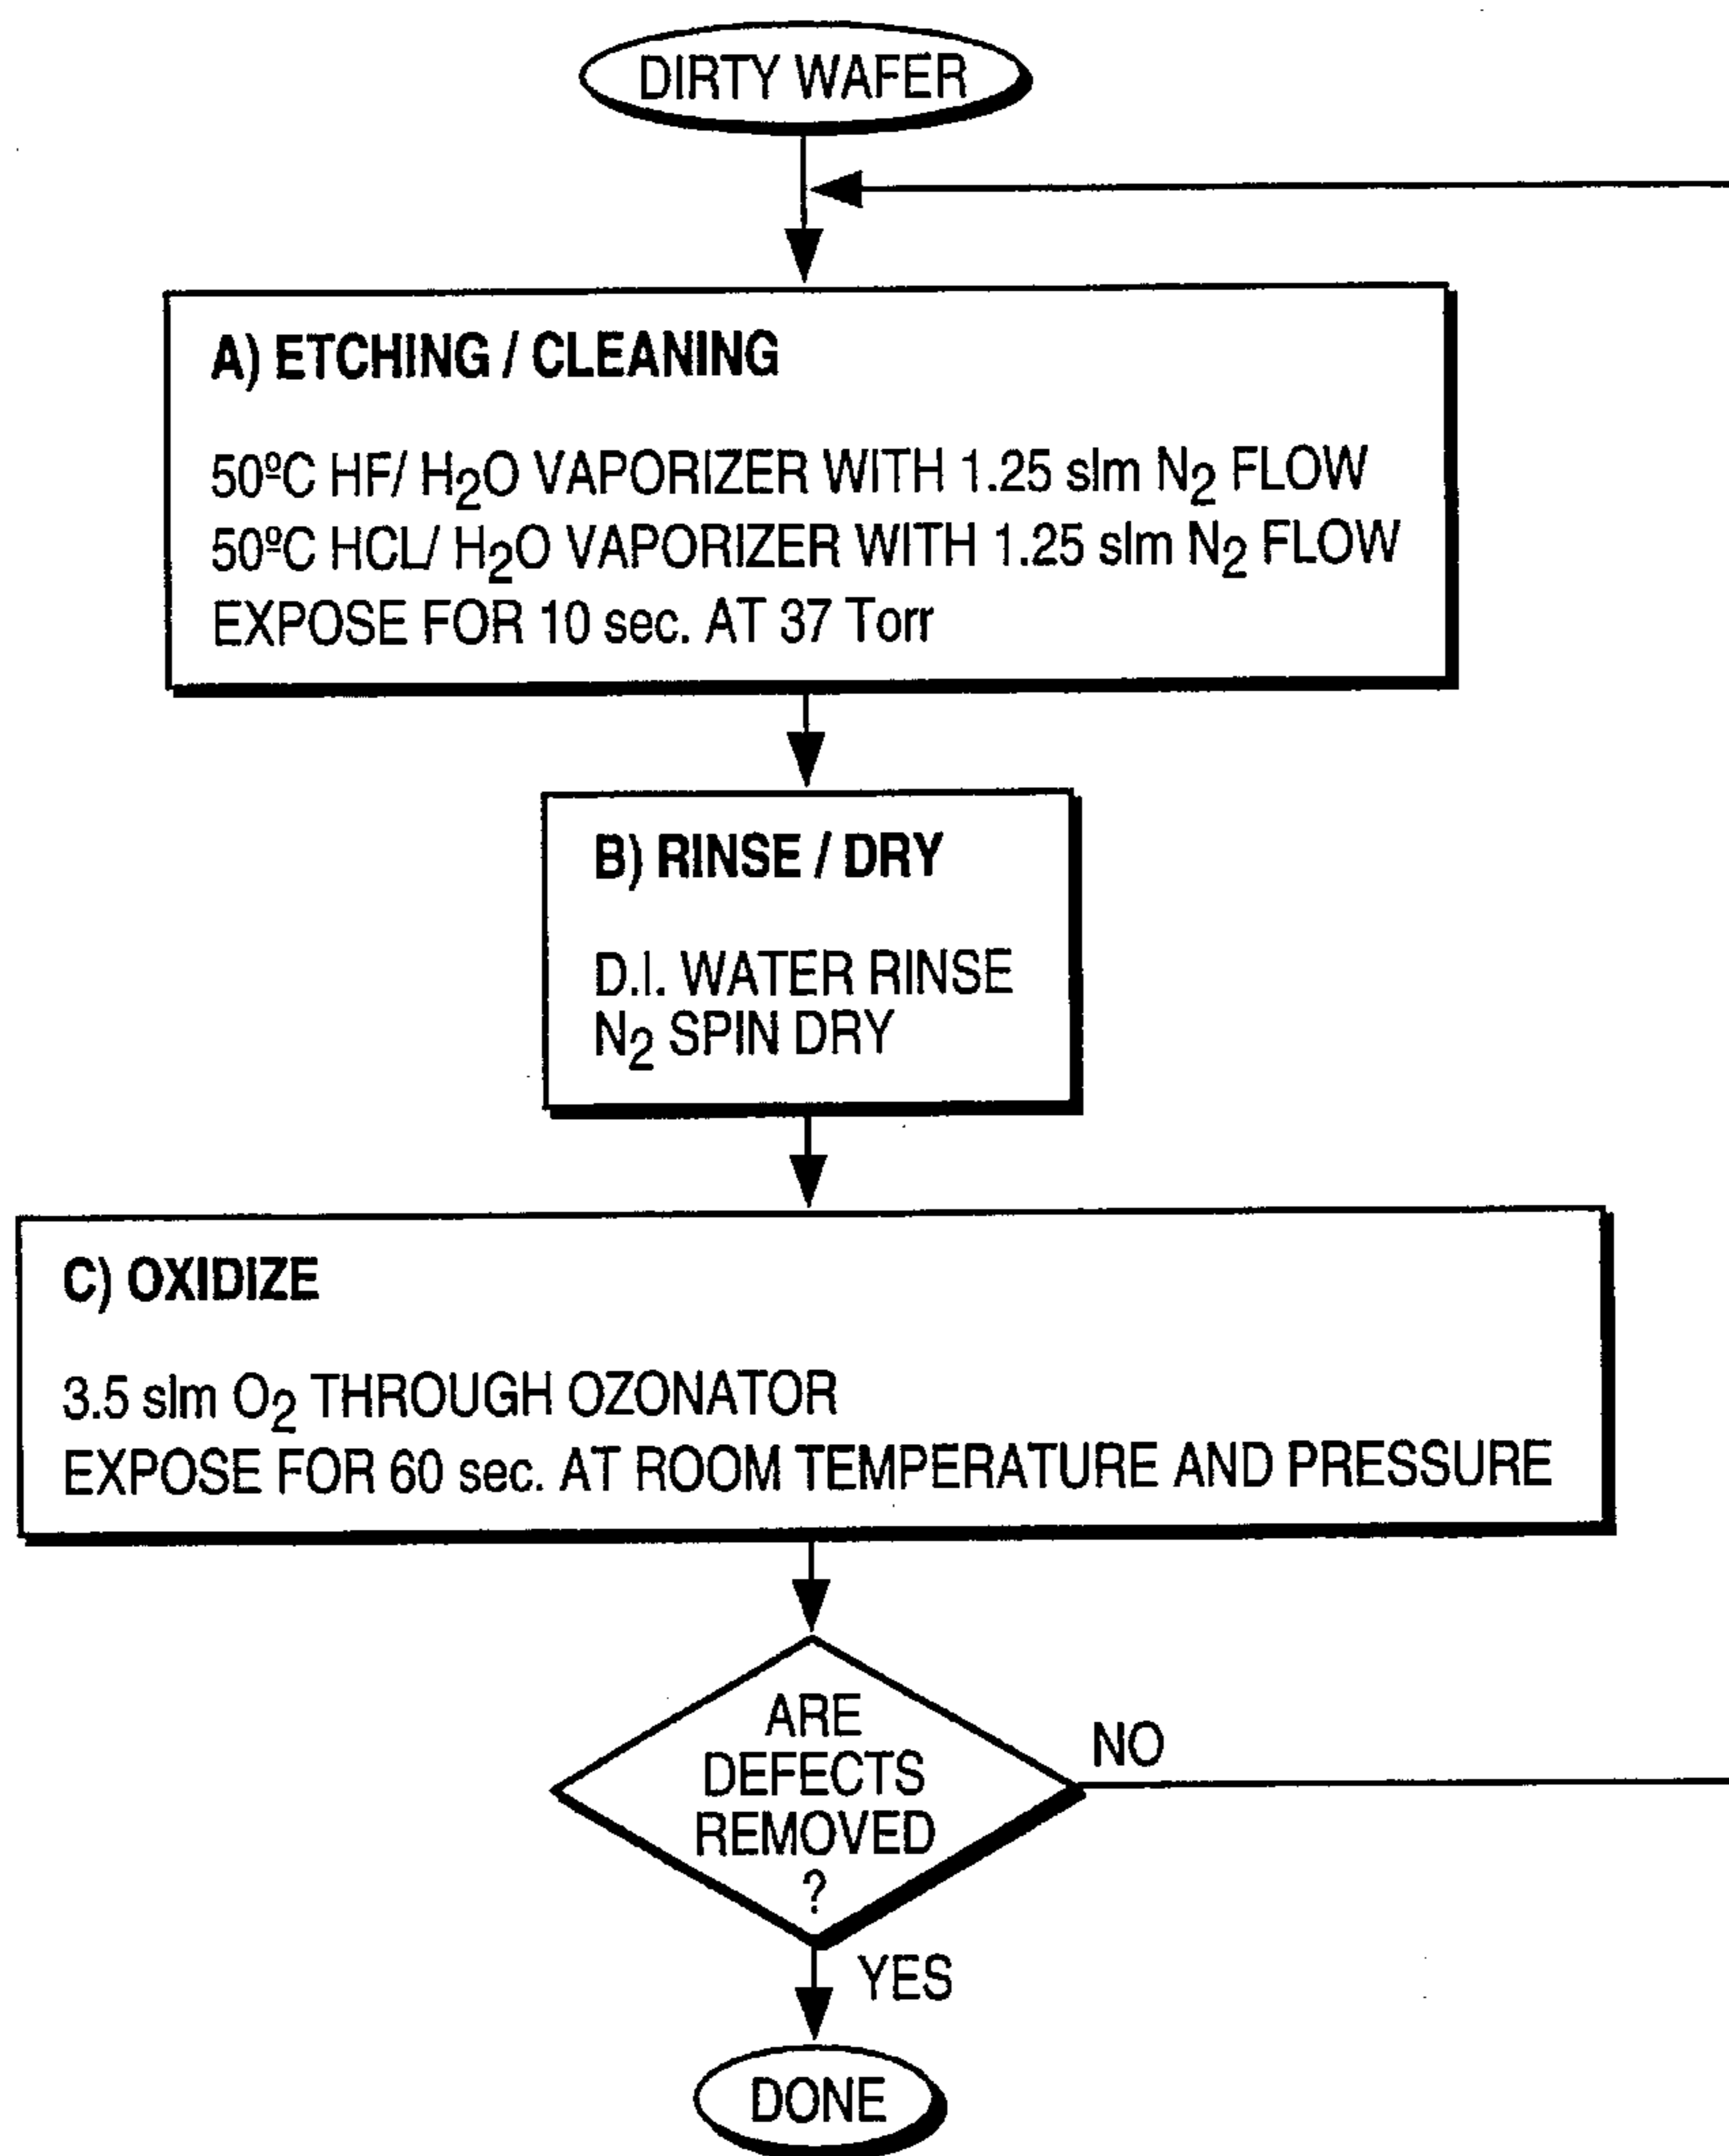 DIRTY WAFER
A) ETCHING / CLEANING
50ºC HF/ H₂O VAPORIZER WITH 1.25 slm N₂ FLOW
50ºC HCL/ H₂O VAPORIZER WITH 1.25 slm N₂ FLOW
EXPOSE FOR 10 sec. AT 37 Torr
B) RINSE / DRY
D.I. WATER RINSE
N₂ SPIN DRY
C) OXIDIZE
3.5 slm O₂ THROUGH OZONATOR
EXPOSE FOR 60 sec. AT ROOM TEMPERATURE AND PRESSURE
ARE
DEFECTS
REMOVED
?
NO
YES
DONE